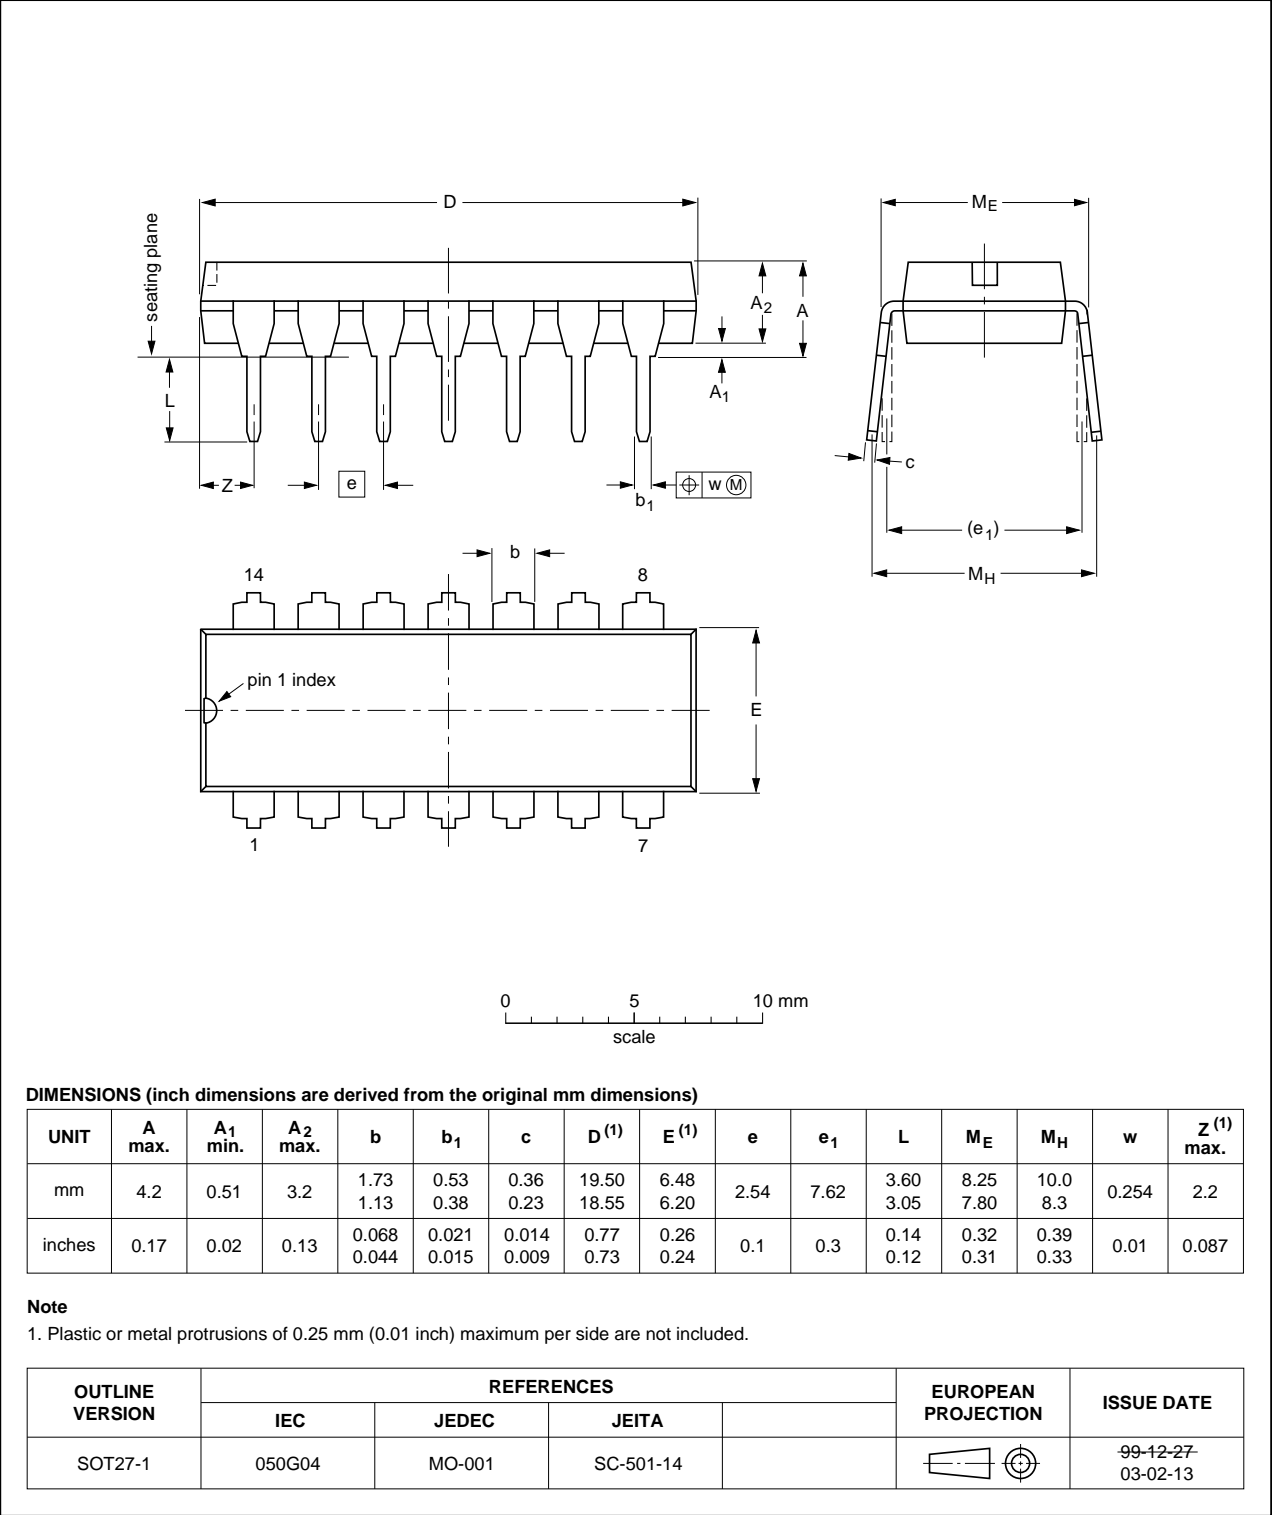 D
M E
seating plane
A 2
A
A 1
L
Z
e
b 1
w M
c
(e 1)
M H
b
14
8
pin 1 index
E
1
7
0 5 10 mm
scale
DIMENSIONS (inch dimensions are derived from the original mm dimensions)
UNIT A max. A1 min. A2 max. b b1 c D (1) E (1) e e1 L ME MH w Z (1) max.
mm 4.2 0.51 3.2 1.73 1.13 0.53 0.38 0.36 0.23 19.50 18.55 6.48 6.20 2.54 7.62 3.60 3.05 8.25 7.80 10.0 8.3 0.254 2.2
inches 0.17 0.02 0.13 0.068 0.044 0.021 0.015 0.014 0.009 0.77 0.73 0.26 0.24 0.1 0.3 0.14 0.12 0.32 0.31 0.39 0.33 0.01 0.087
Note
1. Plastic or metal protrusions of 0.25 mm (0.01 inch) maximum per side are not included.
OUTLINE VERSION REFERENCES EUROPEAN PROJECTION ISSUE DATE
IEC JEDEC JEITA
SOT27-1 050G04 MO-001 SC-501-14 99-12-27
03-02-13